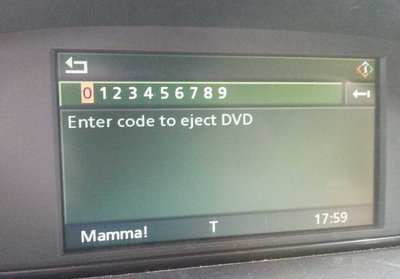 0 1 2 3 4 5 6 7 8 9
Enter code to eject DVD
Mamma! T 17:59